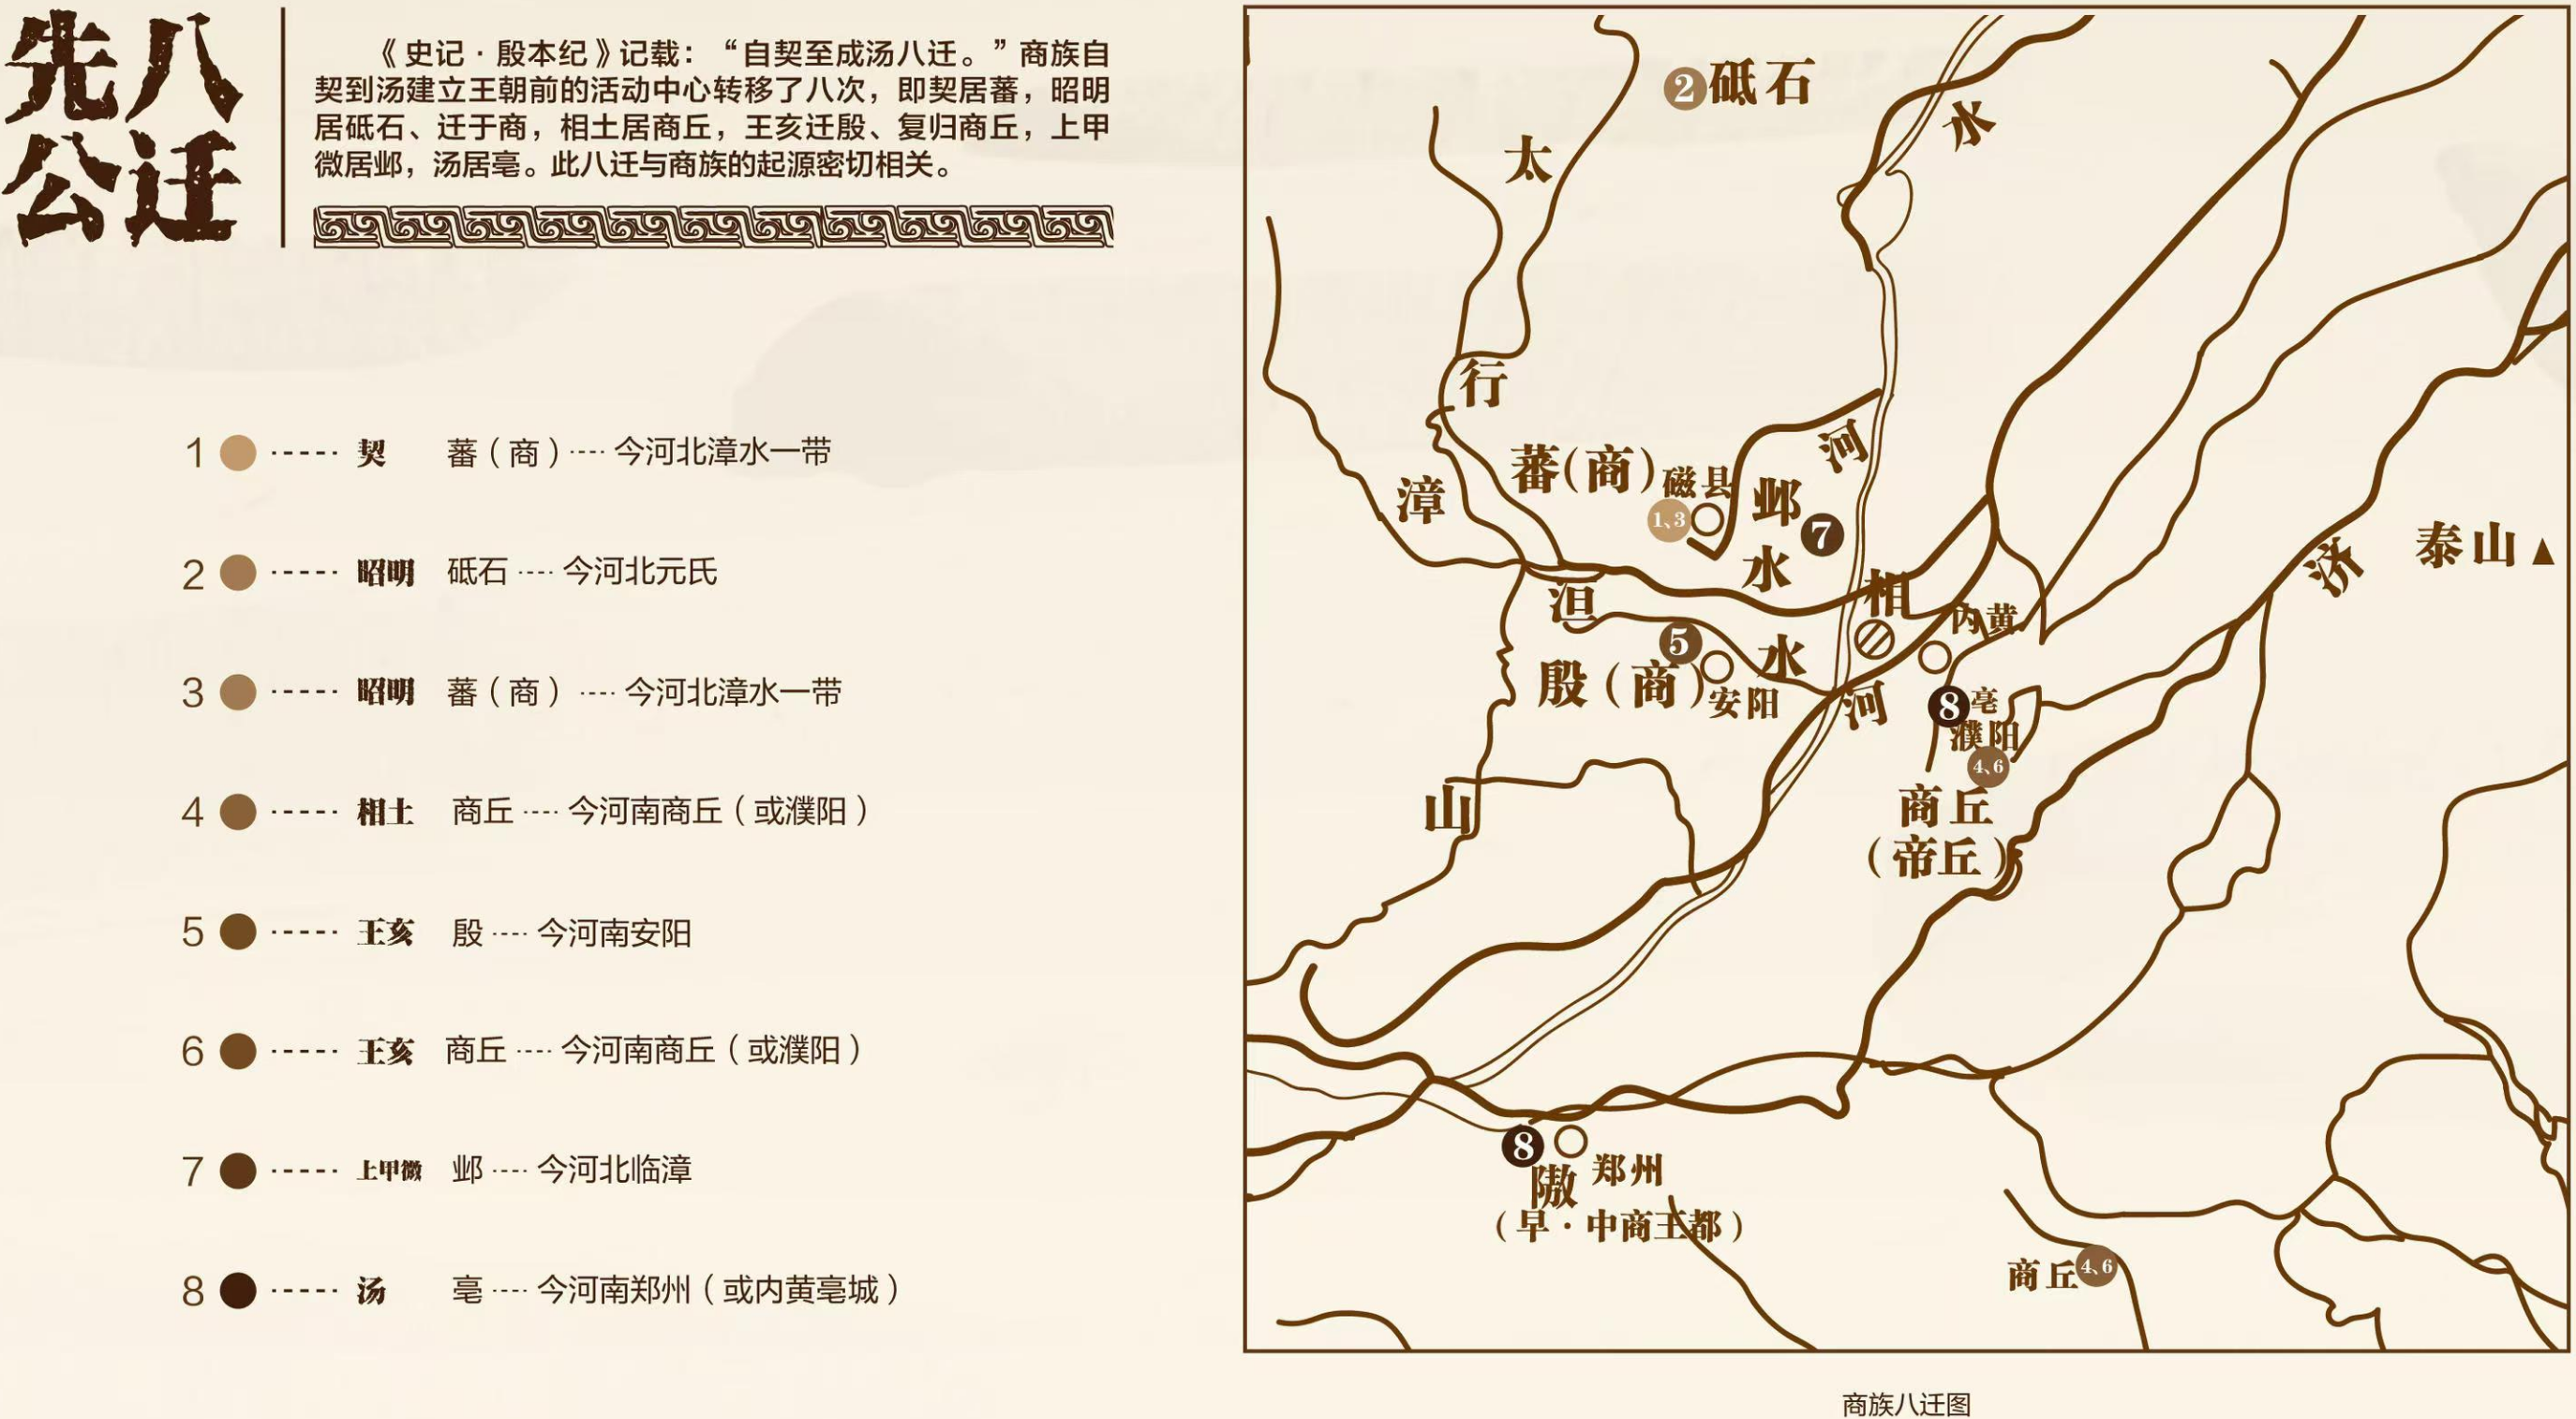 先八
公迁
《史记·殷本纪》记载：“自契至成汤八迁。”商族自
契到汤建立王朝前的活动中心转移了八次，即契居蕃，昭明
居砥石、迁于商，相土居商丘，王亥迁殷、复归商丘，上甲
微居邺，汤居亳。此八迁与商族的起源密切相关。
1 契 蕃（商） 今河北漳水一带
2 昭明 砥石 今河北元氏
3 昭明 蕃（商） 今河北漳水一带
4 相土 商丘 今河南商丘（或濮阳）
5 王亥 殷 今河南安阳
6 王亥 商丘 今河南商丘（或濮阳）
7 上甲微 邺 今河北临漳
8 汤 亳 今河南郑州（或内黄亳城）
2 砥石
水
太
行
河
蕃（商）
磁县
1、3
邺
7
漳
水
泰山
济
洹
相
内黄
5
水
殷（商）
安阳
河
8 亳
濮阳
4、6
商丘
（帝丘）
山
8
隞
郑州
（早·中商王都）
商丘 4、6
商族八迁图